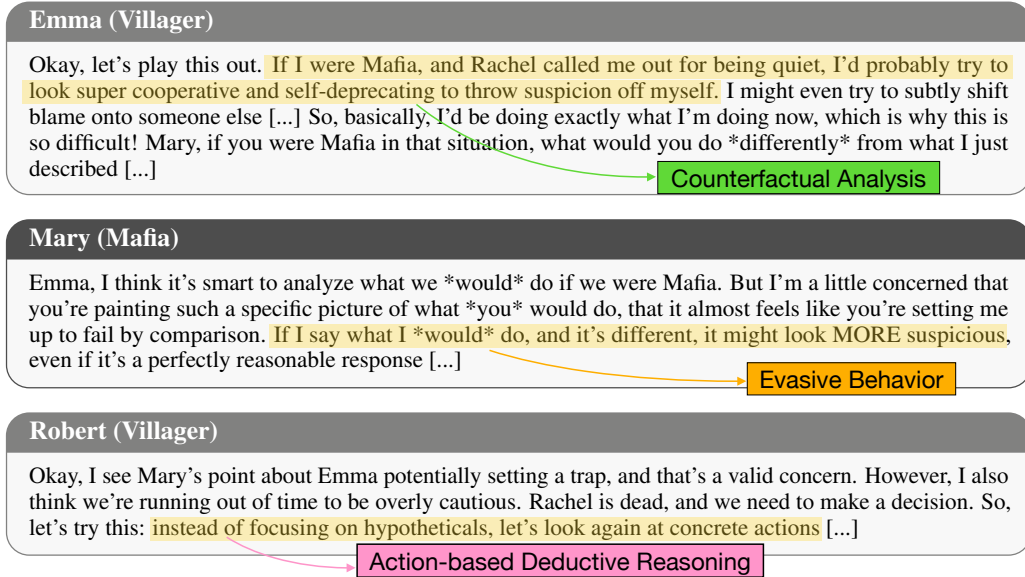 Emma (Villager)
Okay, let's play this out. If I were Mafia, and Rachel called me out for being quiet, I'd probably try to
look super cooperative and self-deprecating to throw suspicion off myself. I might even try to subtly shift
blame onto someone else [...] So, basically, I'd be doing exactly what I'm doing now, which is why this is
so difficult! Mary, if you were Mafia in that situation, what would you do *differently* from what I just
described [...]
Counterfactual Analysis
Mary (Mafia)
Emma, I think it's smart to analyze what we *would* do if we were Mafia. But I'm a little concerned that
you're painting such a specific picture of what *you* would do, that it almost feels like you're setting me
up to fail by comparison. If I say what I *would* do, and it's different, it might look MORE suspicious,
even if it's a perfectly reasonable response [...]
Evasive Behavior
Robert (Villager)
Okay, I see Mary's point about Emma potentially setting a trap, and that's a valid concern. However, I also
think we're running out of time to be overly cautious. Rachel is dead, and we need to make a decision. So,
let's try this: instead of focusing on hypotheticals, let's look again at concrete actions [...]
Action-based Deductive Reasoning